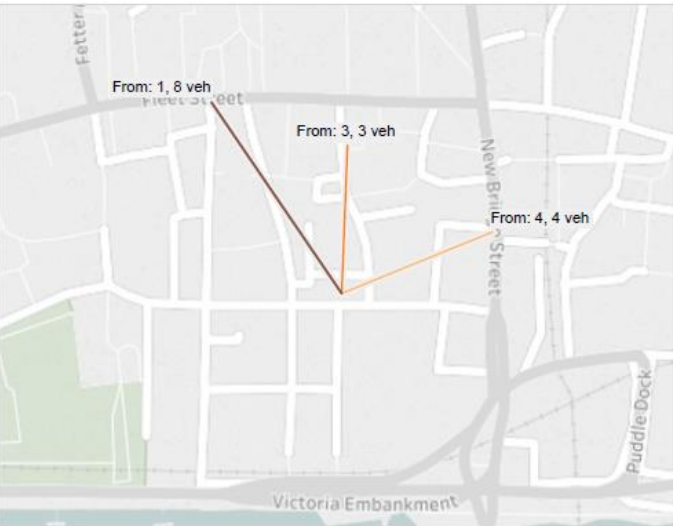 Fetter
From: 1, 8 veh
Fleet Street
From: 3, 3 veh
New Bridge Street
From: 4, 4 veh
Puddle Dock
Victoria Embankment